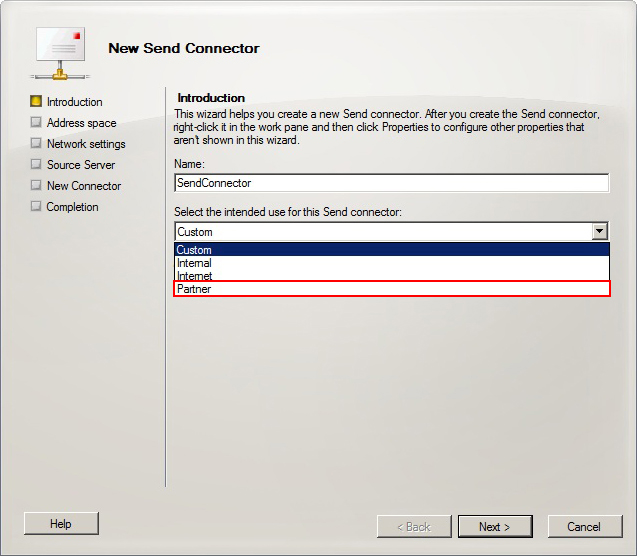 New Send Connector
Introduction
Address space
Network settings
Source Server
New Connector
Completion
Introduction
This wizard helps you create a new Send connector. After you create the Send connector,
right-click it in the work pane and then click Properties to configure other properties that
aren't shown in this wizard.
Name:
SendConnector
Select the intended use for this Send connector:
Custom
Custom
Internal
Internet
Partner
Help
< Back
Next >
Cancel